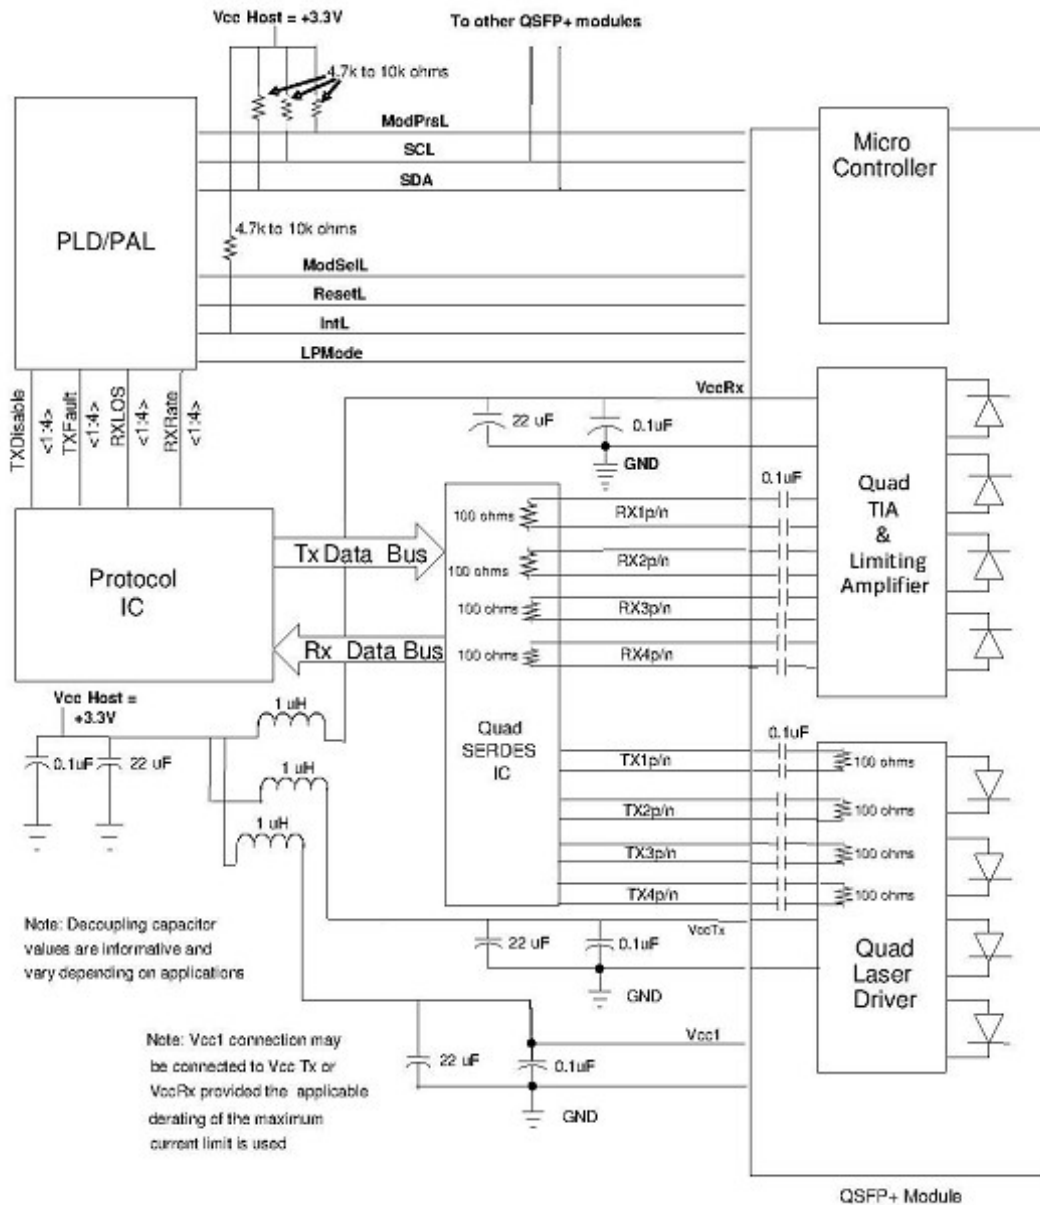 Vcc Host = +3.3V
To other QSFP+ modules
4.7k to 10k ohms
ModPrsL
SCL
SDA
Micro
Controller
PLD/PAL
4.7k to 10k ohms
ModSelL
ResetL
IntL
LPMode
TXDisable
<1:4>
TXFault
<1:4>
RXLOS
<1:4>
RXRate
<1:4>
VccRx
22 uF
0.1uF
GND
0.1uF
Quad
TIA
&
Limiting
Amplifier
100 ohms
RX1p/n
100 ohms
RX2p/n
100 ohms
RX3p/n
100 ohms
RX4p/n
Tx Data Bus
Protocol
IC
Rx Data Bus
Vcc Host =
+3.3V
1 uH
0.1uF
22 uF
1 uH
1 uH
Quad
SERDES
IC
0.1uF
TX1p/n
100 ohms
TX2p/n
100 ohms
TX3p/n
100 ohms
TX4p/n
100 ohms
Note: Decoupling capacitor
values are informative and
vary depending on applications
VccTx
22 uF
0.1uF
GND
Quad
Laser
Driver
Note: Vcc1 connection may
be connected to Vcc Tx or
VccRx provided the applicable
derating of the maximum
current limit is used
Vcc1
22 uF
0.1uF
GND
QSFP+ Module